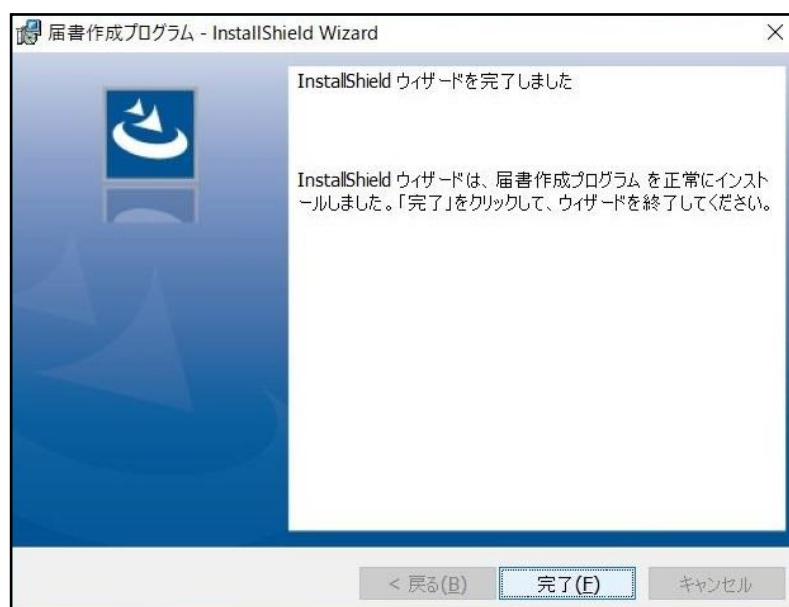 届書作成プログラム - InstallShield Wizard
InstallShield ウィザードを完了しました
InstallShield ウィザードは、届書作成プログラム を正常にインスト
ールしました。「完了」をクリックして、ウィザードを終了してください。
< 戻る(B)
完了(F)
キャンセル